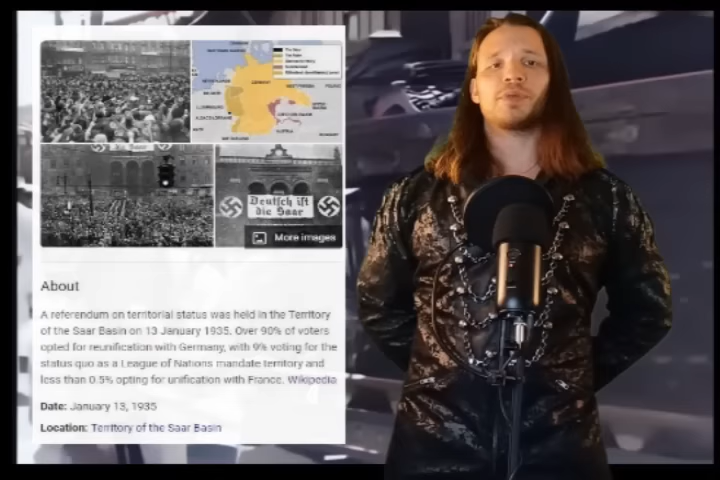 Deutsch ist
die Saar
More images
About
A referendum on territorial status was held in the Territory
of the Saar Basin on 13 January 1935. Over 90% of voters
opted for reunification with Germany, with 9% voting for the
status quo as a League of Nations mandate territory and
less than 0.5% opting for unification with France. Wikipedia
Date: January 13, 1935
Location: Territory of the Saar Basin